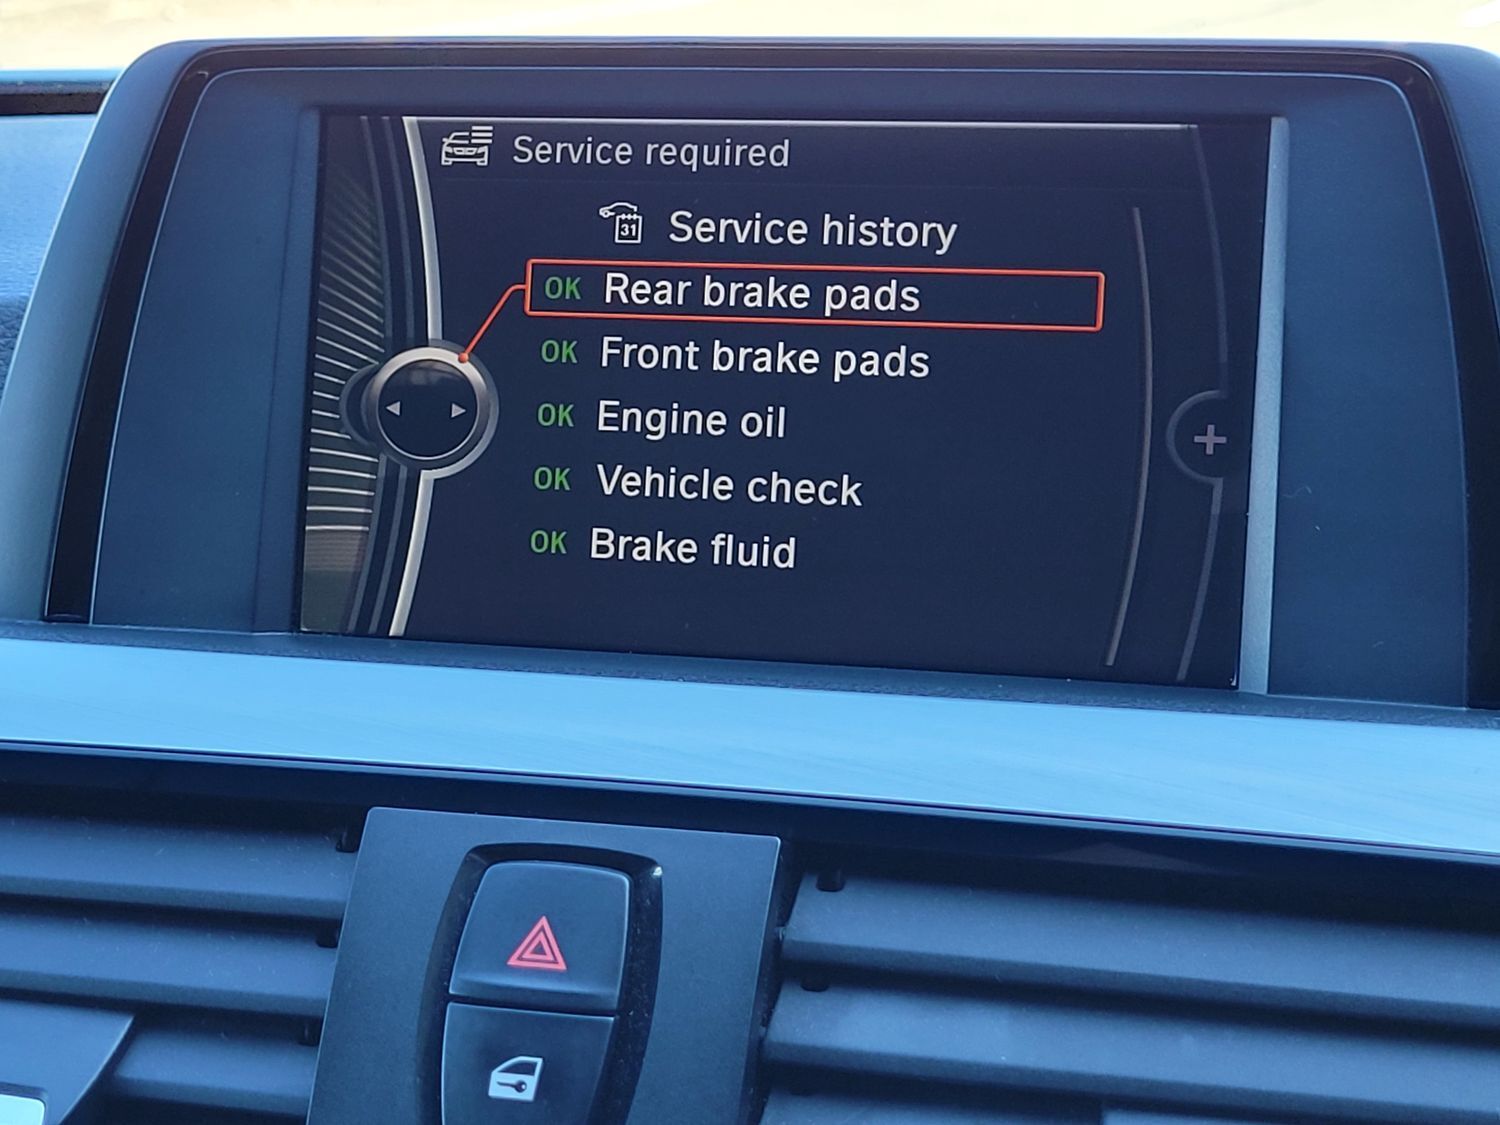 Service required
31 Service history
OK Rear brake pads
OK Front brake pads
OK Engine oil
OK Vehicle check
OK Brake fluid